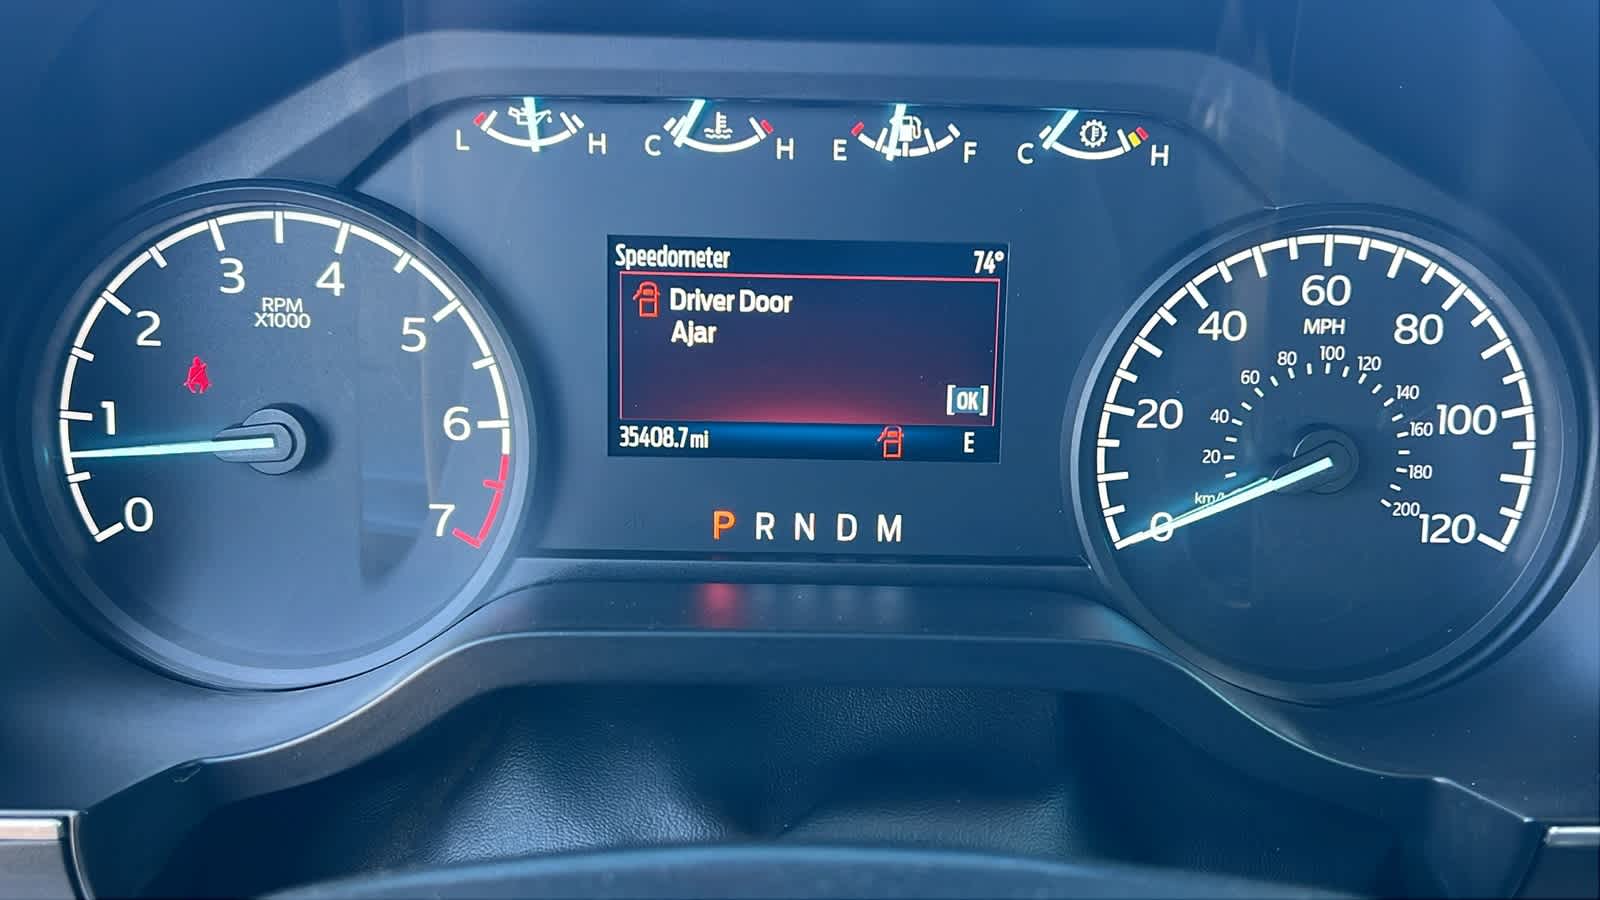 L H C H E F C H
Speedometer 74°
Driver Door
Ajar
[OK]
35408.7 mi E
P R N D M
0 1 2 3 4 5 6 7
RPM
X1000
0 20 40 60 80 100 120
MPH
20 40 60 80 100 120 140 160 180 200